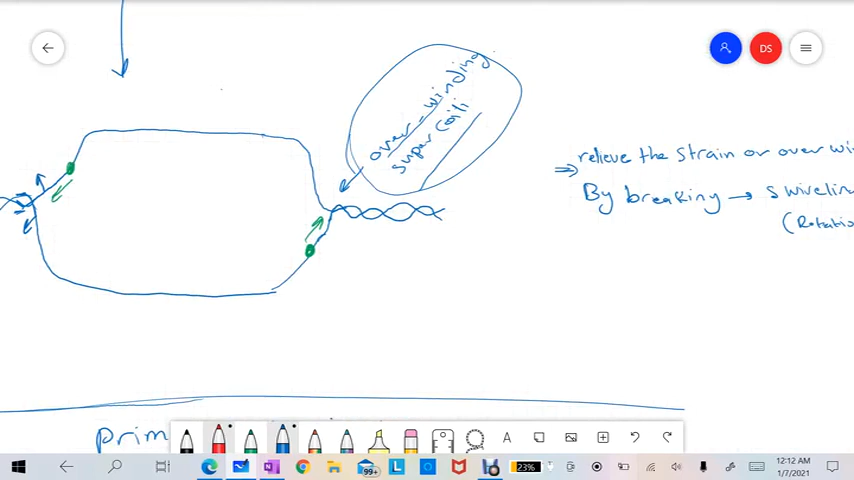 DS
over-winding
super coili
relieve the strain or over wi
⇒
By breaking → swivelin
(Rotatio
prim
A
99+
23%
12:12 AM
1/7/2021